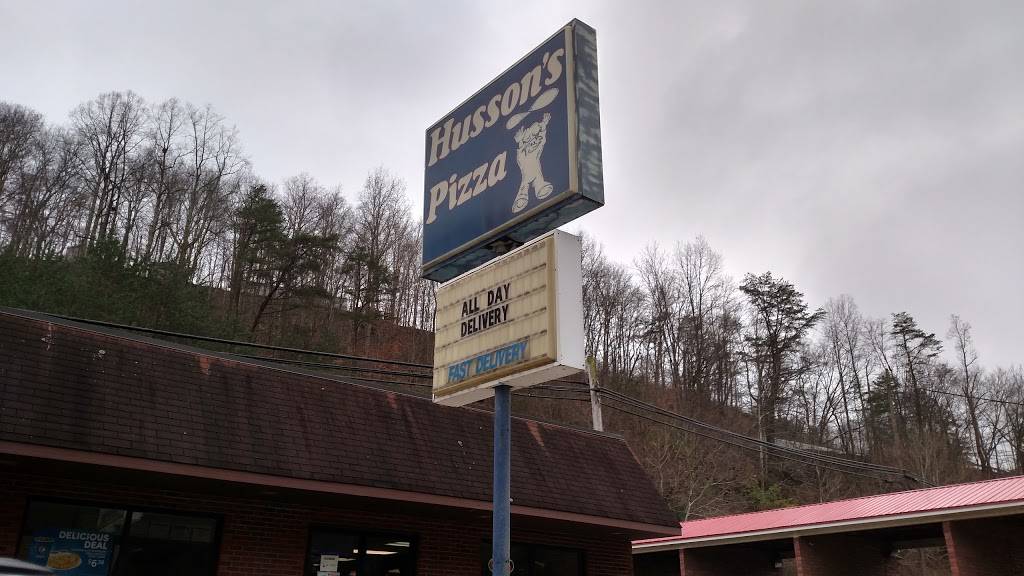 Husson's
Pizza
ALL DAY
DELIVERY
FAST DELIVERY
DELICIOUS
DEAL